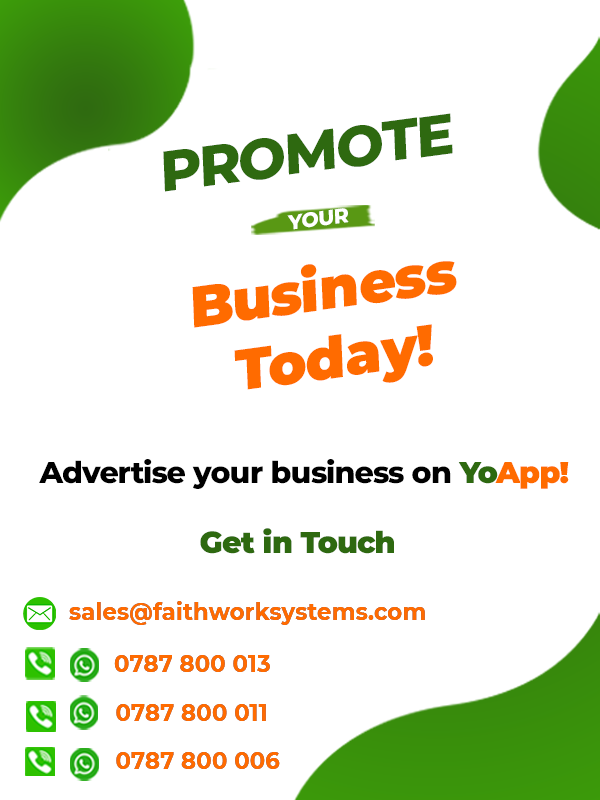 PROMOTE
YOUR
Business
Today!
Advertise your business on YoApp!
Get in Touch
sales@faithworksystems.com
0787 800 013
0787 800 011
0787 800 006